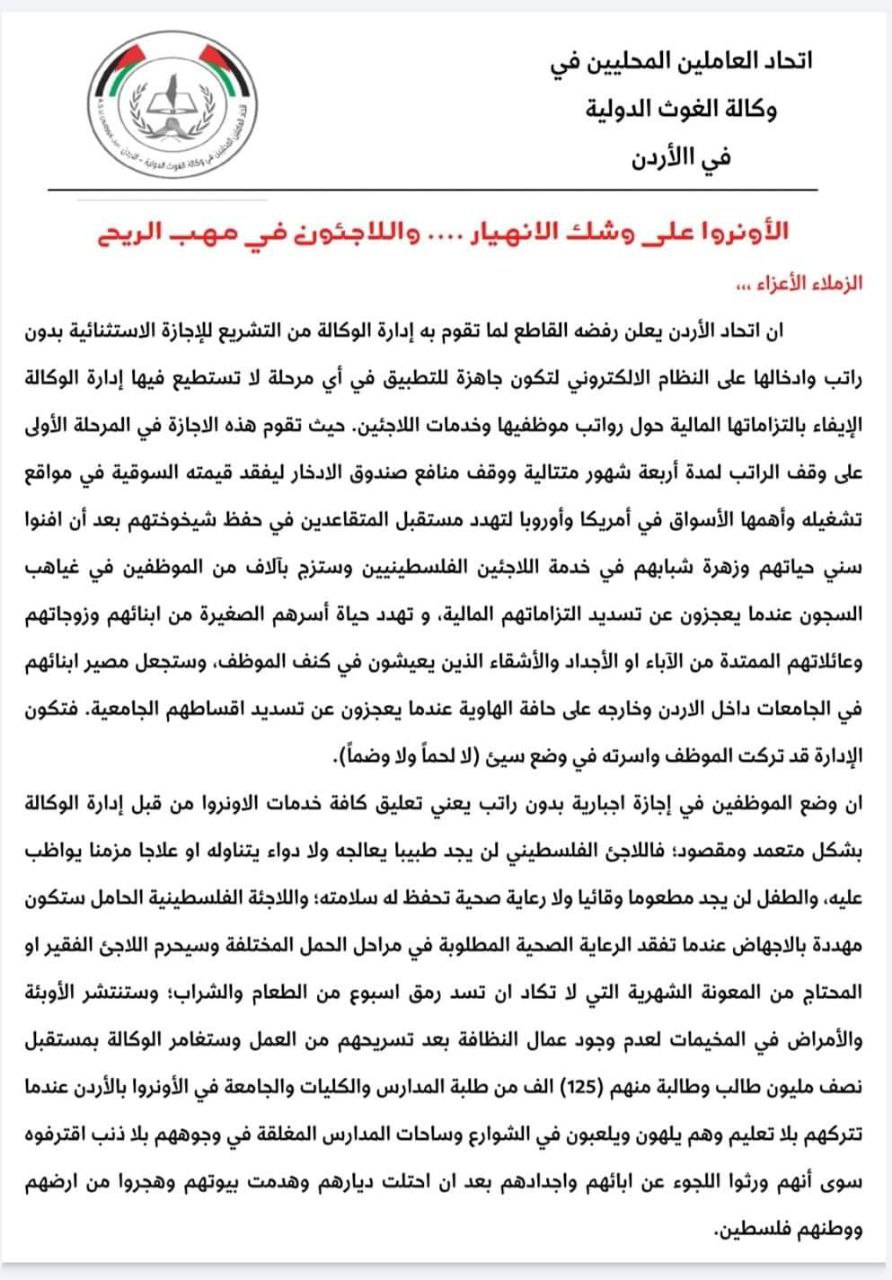 اتحاد العاملين المحليين في
وكالة الغوث الدولية
في االأردن
اتحاد العاملين المحليين في وكالة الغوث الدولية - الأردن
الأونروا على وشك الانهيار .... واللاجئون في مهب الريح
الزملاء الأعزاء ،،،
ان اتحاد الأردن يعلن رفضه القاطع لما تقوم به إدارة الوكالة من التشريع للإجازة الاستثنائية بدون
راتب وادخالها على النظام الالكتروني لتكون جاهزة للتطبيق في أي مرحلة لا تستطيع فيها إدارة الوكالة
الإيفاء بالتزاماتها المالية حول رواتب موظفيها وخدمات اللاجئين. حيث تقوم هذه الاجازة في المرحلة الأولى
على وقف الراتب لمدة أربعة شهور متتالية ووقف منافع صندوق الادخار ليفقد قيمته السوقية في مواقع
تشغيله وأهمها الأسواق في أمريكا وأوروبا لتهدد مستقبل المتقاعدين في حفظ شيخوختهم بعد أن افنوا
سني حياتهم وزهرة شبابهم في خدمة اللاجئين الفلسطينيين وستزج بآلاف من الموظفين في غياهب
السجون عندما يعجزون عن تسديد التزاماتهم المالية، و تهدد حياة أسرهم الصغيرة من ابنائهم وزوجاتهم
وعائلاتهم الممتدة من الآباء او الأجداد والأشقاء الذين يعيشون في كنف الموظف، وستجعل مصير ابنائهم
في الجامعات داخل الاردن وخارجه على حافة الهاوية عندما يعجزون عن تسديد اقساطهم الجامعية. فتكون
الإدارة قد تركت الموظف واسرته في وضع سيئ (لا لحماً ولا وضماً).
ان وضع الموظفين في إجازة اجبارية بدون راتب يعني تعليق كافة خدمات الاونروا من قبل إدارة الوكالة
بشكل متعمد ومقصود؛ فاللاجئ الفلسطيني لن يجد طبيبا يعالجه ولا دواء يتناوله او علاجا مزمنا يواظب
عليه، والطفل لن يجد مطعوما وقائيا ولا رعاية صحية تحفظ له سلامته؛ واللاجئة الفلسطينية الحامل ستكون
مهددة بالاجهاض عندما تفقد الرعاية الصحية المطلوبة في مراحل الحمل المختلفة وسيحرم اللاجئ الفقير او
المحتاج من المعونة الشهرية التي لا تكاد ان تسد رمق اسبوع من الطعام والشراب؛ وستنتشر الأوبئة
والأمراض في المخيمات لعدم وجود عمال النظافة بعد تسريحهم من العمل وستغامر الوكالة بمستقبل
نصف مليون طالب وطالبة منهم (125) الف من طلبة المدارس والكليات والجامعة في الأونروا بالأردن عندما
تتركهم بلا تعليم وهم يلهون ويلعبون في الشوارع وساحات المدارس المغلقة في وجوههم بلا ذنب اقترفوه
سوى أنهم ورثوا اللجوء عن ابائهم واجدادهم بعد ان احتلت ديارهم وهدمت بيوتهم وهجروا من ارضهم
ووطنهم فلسطين.